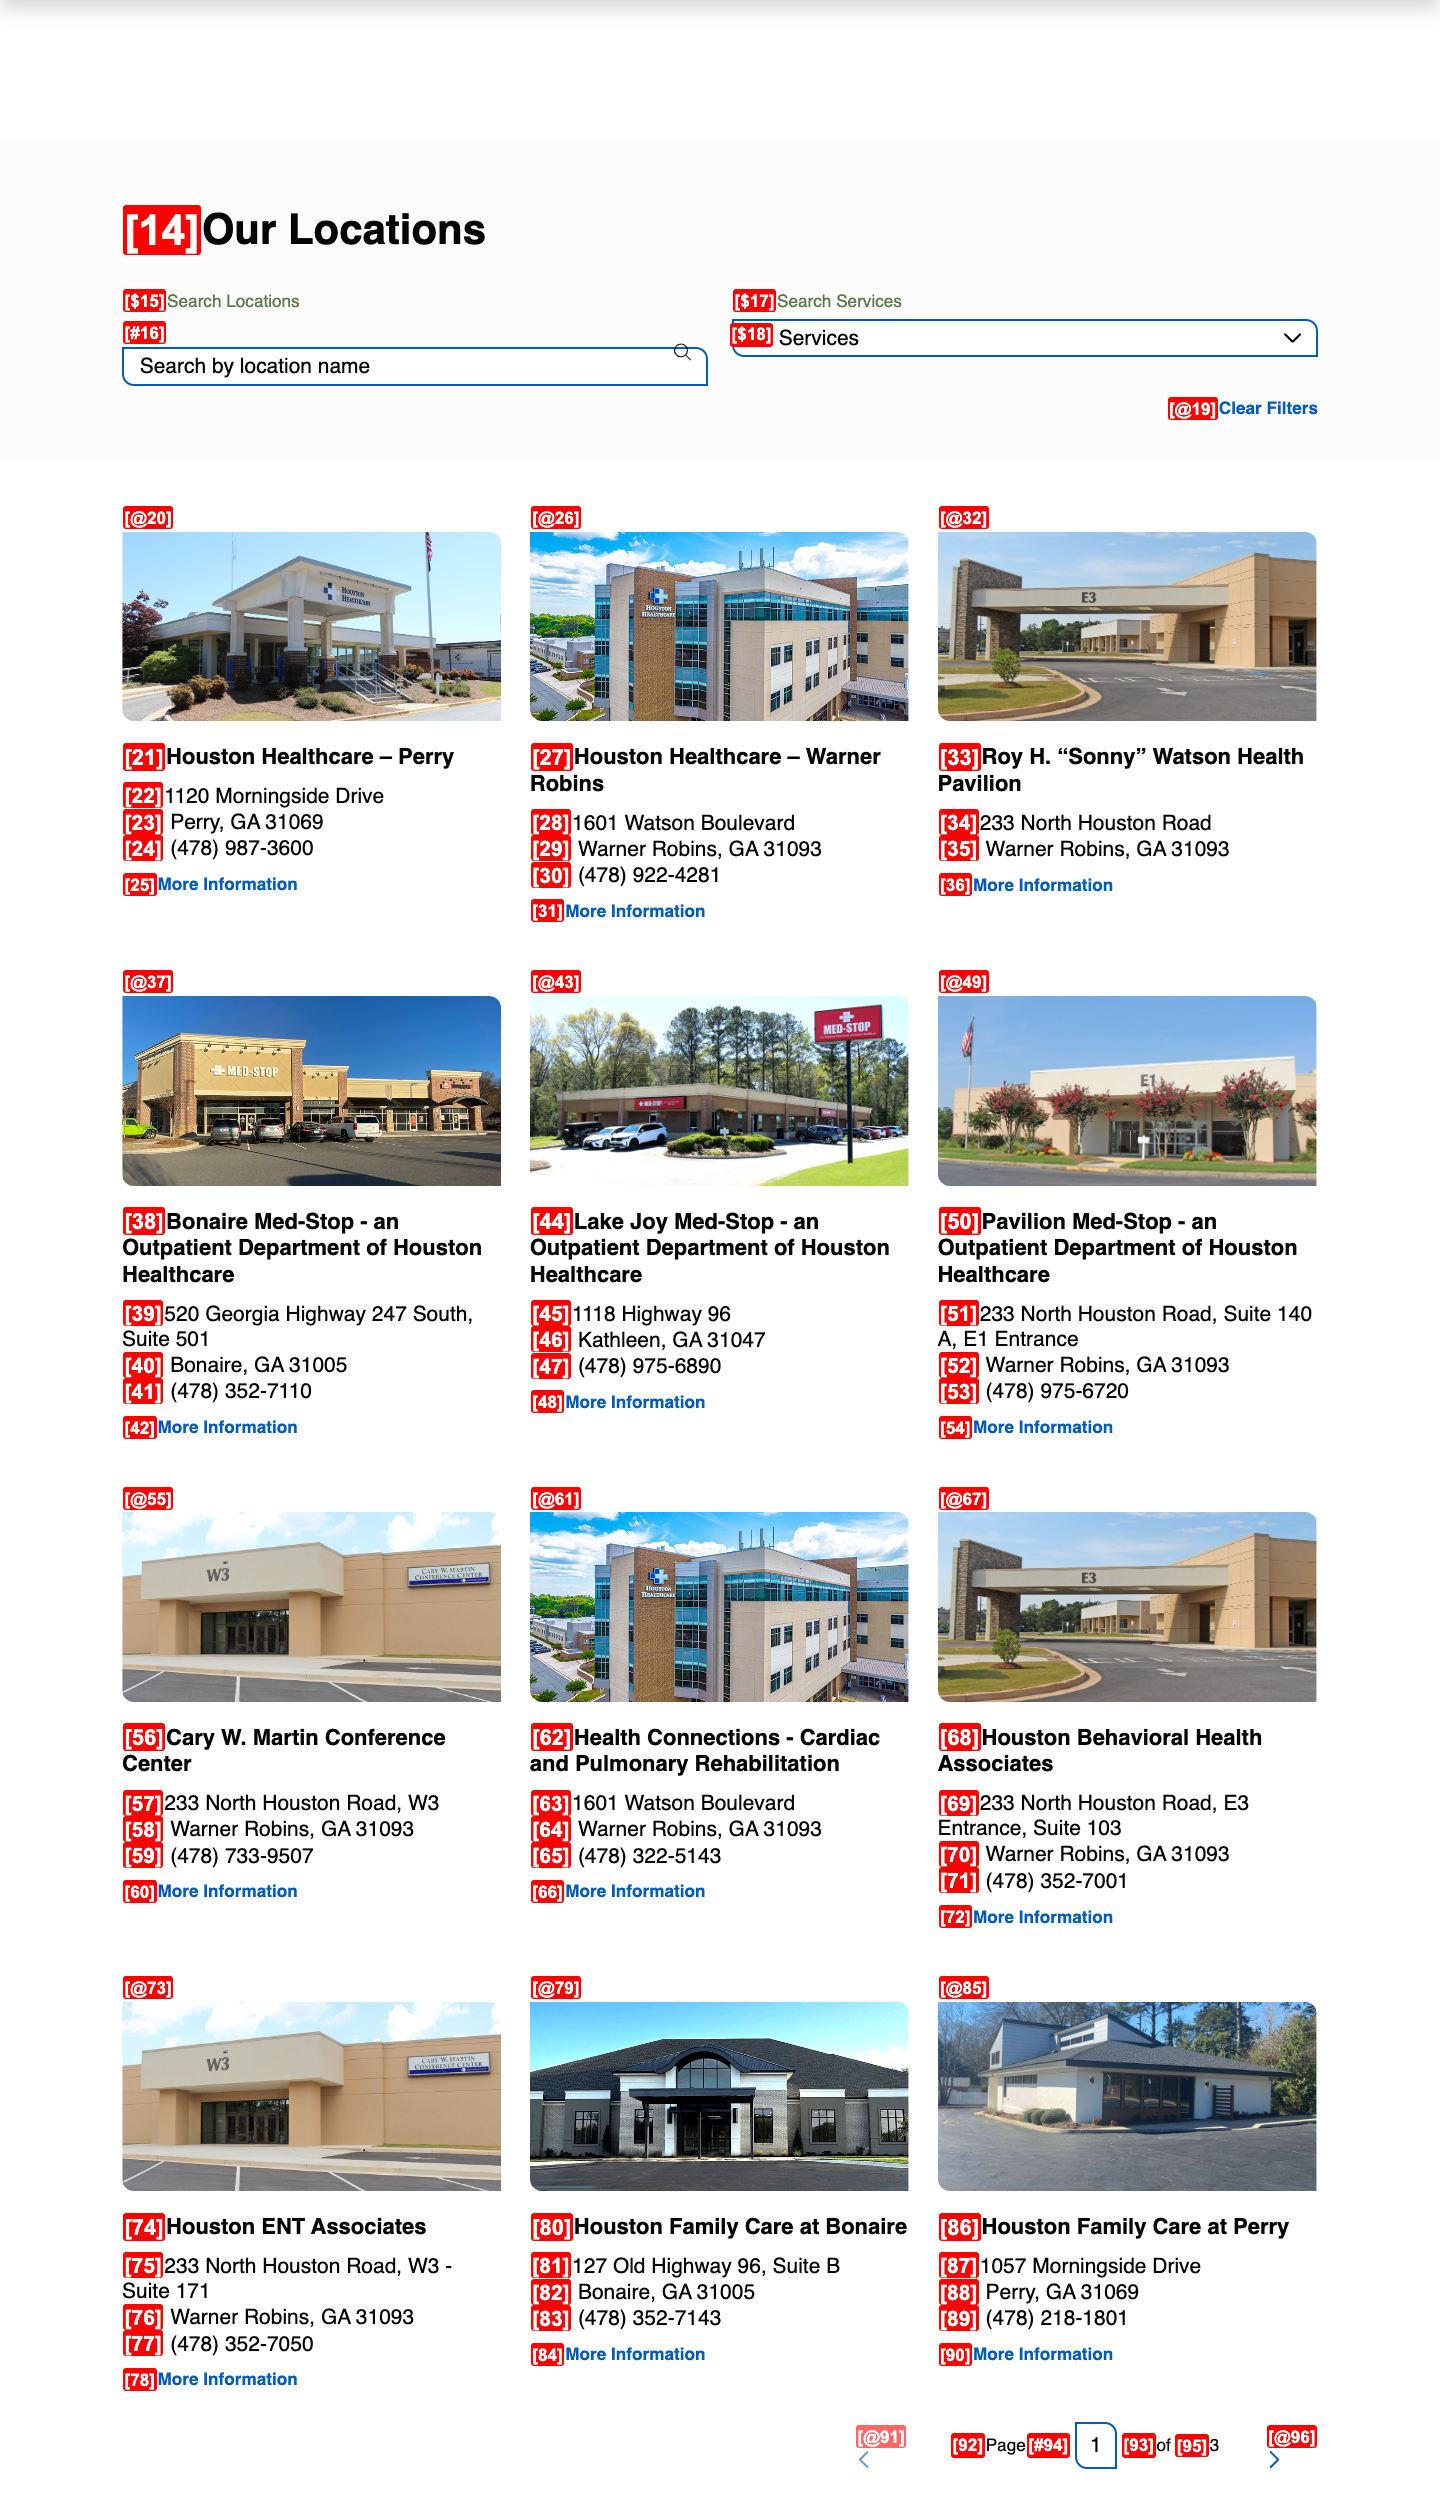 [14]Our Locations
[$15]Search Locations
[#16]
Search by location name
[$17]Search Services
[$18] Services
[@19]Clear Filters
[@20]
HOUSTON
HEALTHCARE
[21]Houston Healthcare – Perry
[22]1120 Morningside Drive
[23] Perry, GA 31069
[24] (478) 987-3600
[25]More Information
[@26]
HOUSTON
HEALTHCARE
[27]Houston Healthcare – Warner
Robins
[28]1601 Watson Boulevard
[29] Warner Robins, GA 31093
[30] (478) 922-4281
[31]More Information
[@32]
E3
[33]Roy H. “Sonny” Watson Health
Pavilion
[34]233 North Houston Road
[35] Warner Robins, GA 31093
[36]More Information
[@37]
MED-STOP
[38]Bonaire Med-Stop - an
Outpatient Department of Houston
Healthcare
[39]520 Georgia Highway 247 South,
Suite 501
[40] Bonaire, GA 31005
[41] (478) 352-7110
[42]More Information
[@43]
MED-STOP
MED-STOP
[44]Lake Joy Med-Stop - an
Outpatient Department of Houston
Healthcare
[45]1118 Highway 96
[46] Kathleen, GA 31047
[47] (478) 975-6890
[48]More Information
[@49]
E1
[50]Pavilion Med-Stop - an
Outpatient Department of Houston
Healthcare
[51]233 North Houston Road, Suite 140
A, E1 Entrance
[52] Warner Robins, GA 31093
[53] (478) 975-6720
[54]More Information
[@55]
W3
CARY W. MARTIN
CONFERENCE CENTER
[56]Cary W. Martin Conference
Center
[57]233 North Houston Road, W3
[58] Warner Robins, GA 31093
[59] (478) 733-9507
[60]More Information
[@61]
HOUSTON
HEALTHCARE
[62]Health Connections - Cardiac
and Pulmonary Rehabilitation
[63]1601 Watson Boulevard
[64] Warner Robins, GA 31093
[65] (478) 322-5143
[66]More Information
[@67]
E3
[68]Houston Behavioral Health
Associates
[69]233 North Houston Road, E3
Entrance, Suite 103
[70] Warner Robins, GA 31093
[71] (478) 352-7001
[72]More Information
[@73]
W3
CARY W. MARTIN
CONFERENCE CENTER
[74]Houston ENT Associates
[75]233 North Houston Road, W3 -
Suite 171
[76] Warner Robins, GA 31093
[77] (478) 352-7050
[78]More Information
[@79]
[80]Houston Family Care at Bonaire
[81]127 Old Highway 96, Suite B
[82] Bonaire, GA 31005
[83] (478) 352-7143
[84]More Information
[@85]
[86]Houston Family Care at Perry
[87]1057 Morningside Drive
[88] Perry, GA 31069
[89] (478) 218-1801
[90]More Information
[@91]
[92]Page[#94] 1 [93]of [95]3
[@96]